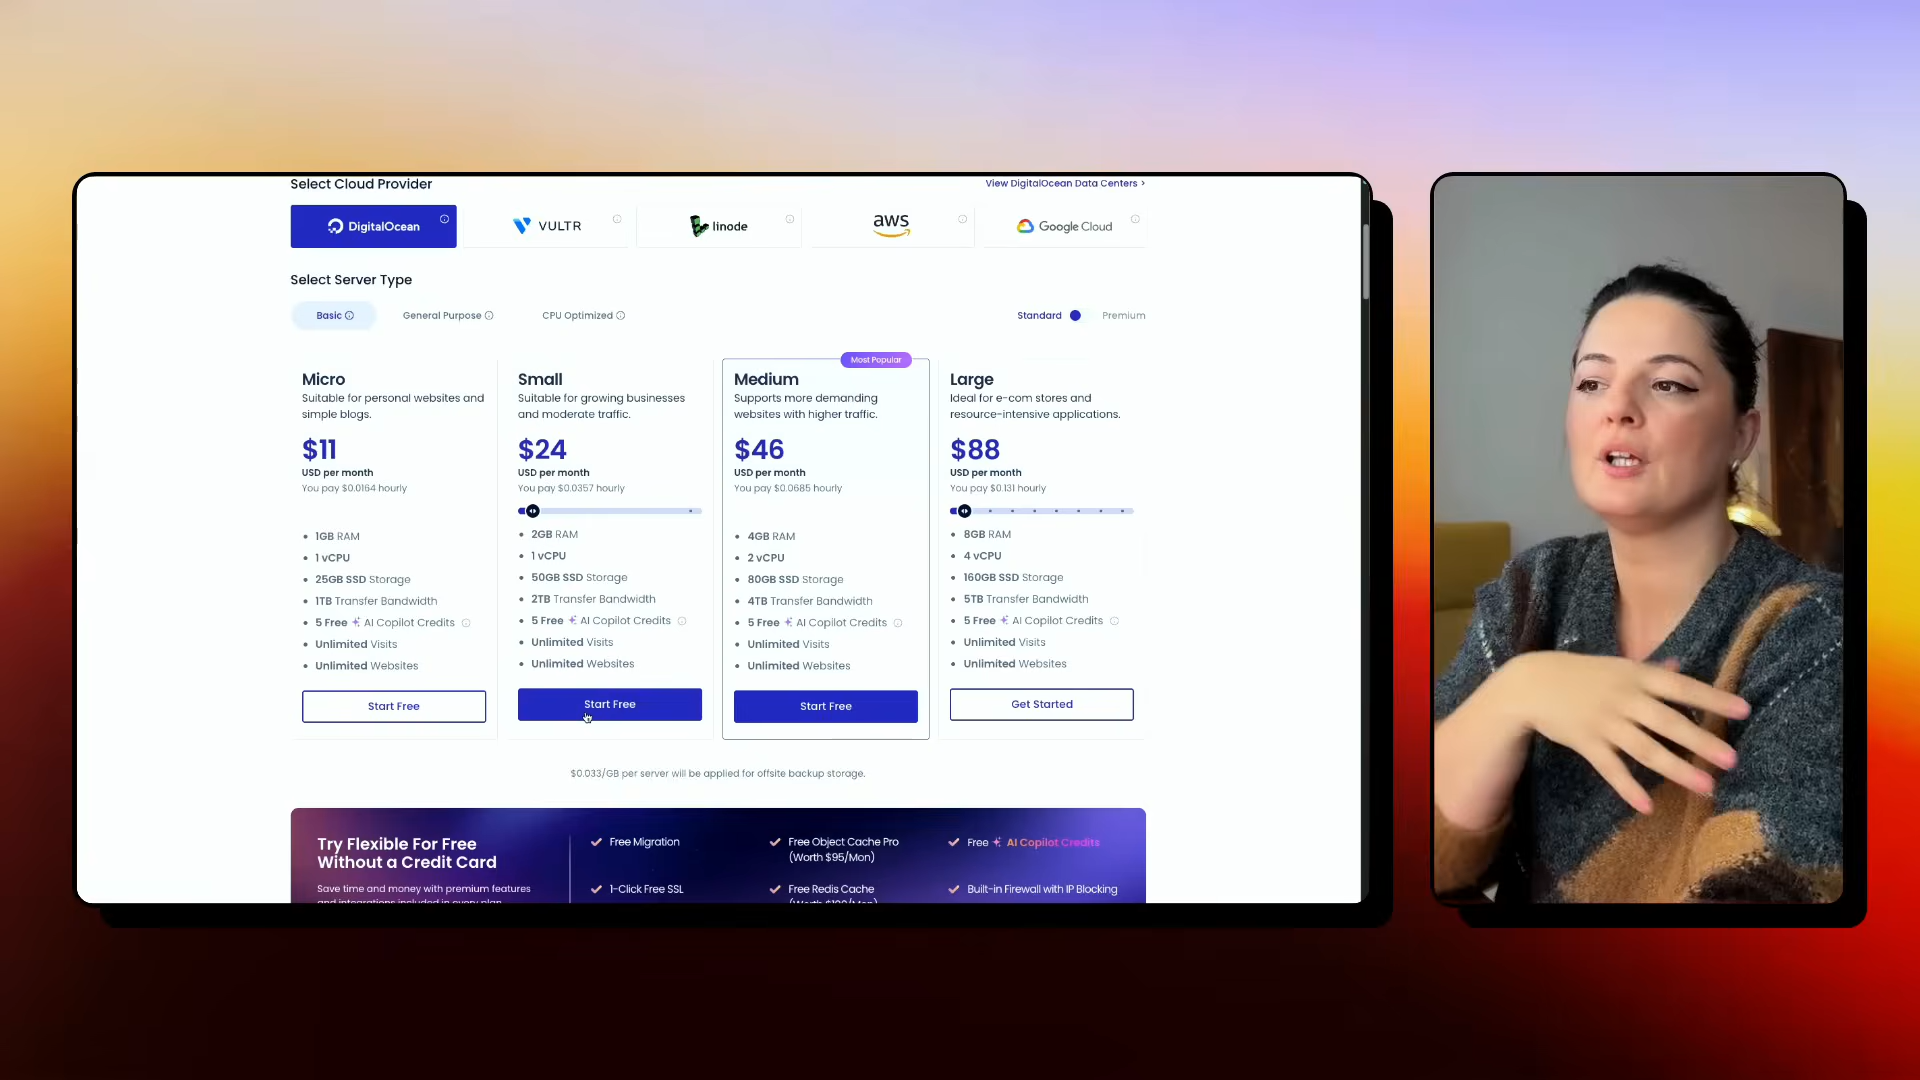 Select Cloud Provider
View DigitalOcean Data Centers >
DigitalOcean
VULTR
linode
aws
Google Cloud
Select Server Type
Basic
General Purpose
CPU Optimized
Standard
Premium
Most Popular
Micro
Suitable for personal websites and
simple blogs.
$11
USD per month
You pay $0.0164 hourly
1GB RAM
1 vCPU
25GB SSD Storage
1TB Transfer Bandwidth
5 Free AI Copilot Credits
Unlimited Visits
Unlimited Websites
Start Free
Small
Suitable for growing businesses
and moderate traffic.
$24
USD per month
You pay $0.0357 hourly
2GB RAM
1 vCPU
50GB SSD Storage
2TB Transfer Bandwidth
5 Free AI Copilot Credits
Unlimited Visits
Unlimited Websites
Start Free
Medium
Supports more demanding
websites with higher traffic.
$46
USD per month
You pay $0.0685 hourly
4GB RAM
2 vCPU
80GB SSD Storage
4TB Transfer Bandwidth
5 Free AI Copilot Credits
Unlimited Visits
Unlimited Websites
Start Free
Large
Ideal for e-com stores and
resource-intensive applications.
$88
USD per month
You pay $0.131 hourly
8GB RAM
4 vCPU
160GB SSD Storage
5TB Transfer Bandwidth
5 Free AI Copilot Credits
Unlimited Visits
Unlimited Websites
Get Started
$0.033/GB per server will be applied for offsite backup storage.
Try Flexible For Free
Without a Credit Card
Save time and money with premium features
and integrations included in every plan
Free Migration
1-Click Free SSL
Free Object Cache Pro
(Worth $95/Mon)
Free Redis Cache
Free AI Copilot Credits
Built-in Firewall with IP Blocking